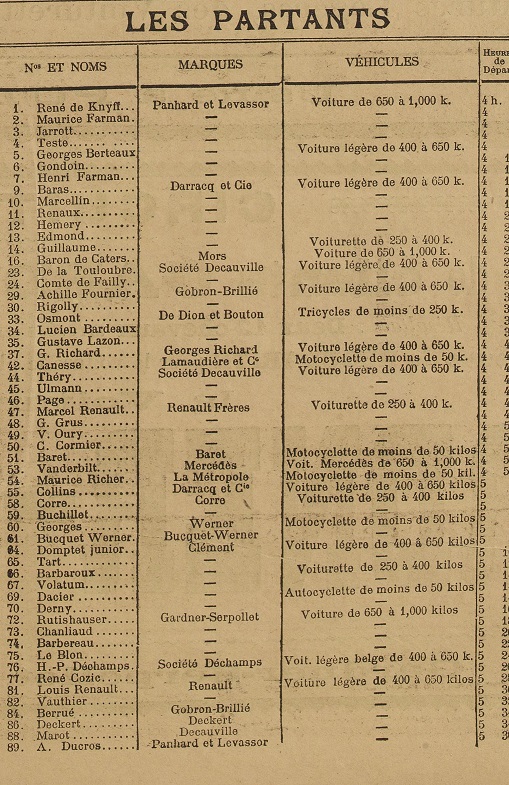 LES PARTANTS
Nos ET NOMS MARQUES VÉHICULES HEURE de Dépar
1. René de Knyff... Panhard et Levassor Voiture de 650 à 1,000 k. 4 h.
2. Maurice Farman. — — 4
3. Jarrott........... — — 4
4. Teste........... — — 4
5. Georges Berteaux — Voiture légère de 400 à 650 k. 4
6. Gondoin......... — — 4
7. Henri Farman... — — 4
9. Baras........... Darracq et Cie Voiture légère de 400 à 650 k. 4
10. Marcellin....... — — 4
11. Renaux......... — — 4
12. Hemery ........ — — 4
13. Edmond......... — — 4
14. Guillaume....... — Voiturette de 250 à 400 k. 4
16. Baron de Caters.. Mors Voiture de 650 à 1,000 k. 4
23. De la Touloubre. Société Decauville Voiture légère de 400 à 650 k. 4
24. Comte de Failly.. — — 4
29. Achille Fournier. Gobron-Brillié Voiture légère de 400 à 650 k. 4
30. Rigolly......... — — 4
33. Osmont ......... De Dion et Bouton Tricycles de moins de 250 k. 4
34. Lucien Bardeaux — — 4
35. Gustave Lazon... — — 4
37. G. Richard...... Georges Richard Voiture légère de 400 à 650 k. 4
42. Canesse ........ Lamaudière et Ce Motocyclette de moins de 50 k. 4
44. Théry........... Société Decauville Voiture légère de 400 à 650 k. 4
45. Ulmann ........ — — 4
46. Page........... — — 4
47. Marcel Renault.. Renault Frères Voiturette de 250 à 400 k. 4
48. G. Grus......... — — 4
49. V. Oury......... — — 4
50. C. Cormier...... — — 4
51. Baret........... Baret Motocyclette de moins de 50 kilos 4
53. Vanderbilt...... Mercédès Voit. Mercédès de 650 à 1,000 k. 4
54. Maurice Richer.. La Métropole Motocyclette de moins de 50 kil. 4
55. Collins ......... Darracq et Cie Voiture légère de 400 à 650 kilos 5
58. Corre........... Corre Voiturette de 250 à 400 kilos 5
59. Buchillet........ — — 5
60. Georges......... Werner Motocyclette de moins de 50 kilos 5
61. Bucquet Werner. Bucquet-Werner — 5
64. Domptet junior.. Clément Voiture légère de 400 à 650 kilos 5
65. Tart............ — — 5
66. Barbaroux...... — Voiturette de 250 à 400 kilos 5
67. Volatum........ — — 5
69. Dacier ......... — Autocyclette de moins de 50 kilos 5
70. Derny........... — — 5
72. Rutishauser..... Gardner-Serpollet Voiture de 650 à 1,000 kilos 5
73. Chanliaud ...... — — 5
74. Barbereau...... — — 5
75. Le Blon......... — — 5
76. H.-P. Déchamps. Société Déchamps Voit. légère belge de 400 à 650 k. 5
77. René Cozic...... — — 5
81. Louis Renault... Renault Voiture légère de 400 à 650 kilos 5
82. Vauthier........ — — 5
84. Berrué ......... Gobron-Brillié — 5
86. Deckert......... Deckert — 5
88. Marot .......... Decauville — 5
89. A. Ducros...... Panhard et Levassor — 5